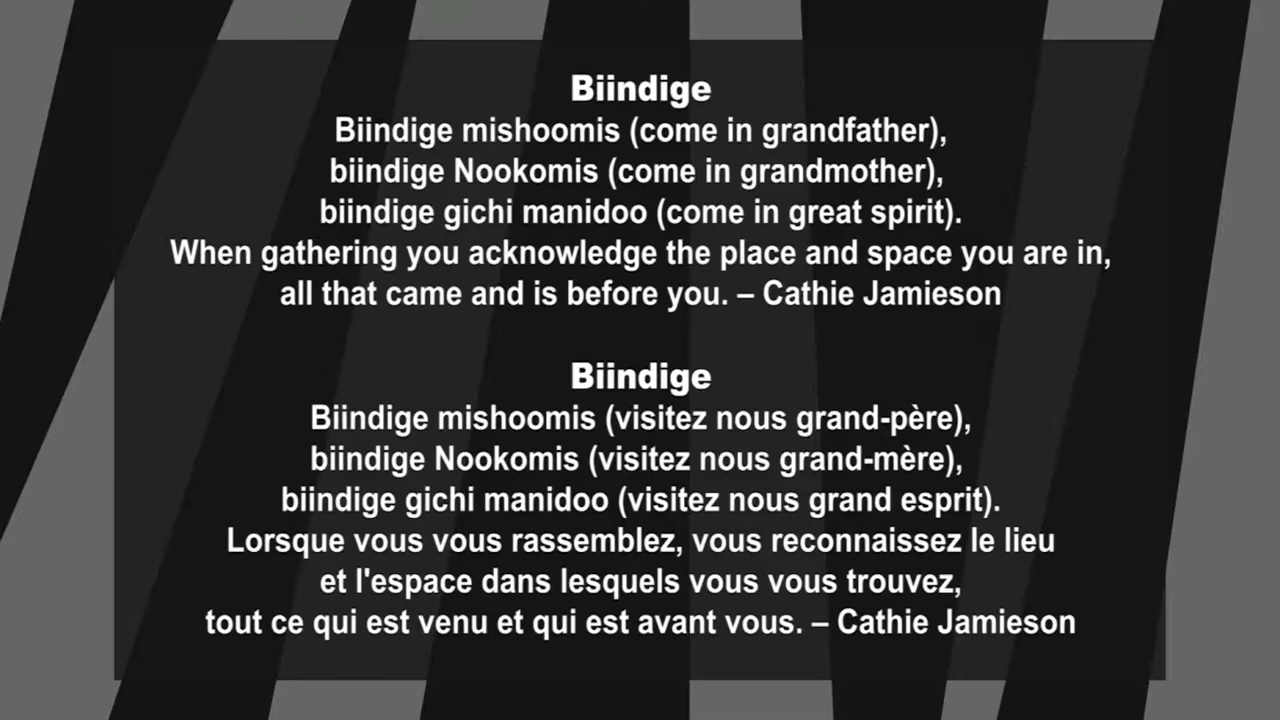 Biindige
Biindige mishoomis (come in grandfather),
biindige Nookomis (come in grandmother),
biindige gichi manidoo (come in great spirit).
When gathering you acknowledge the place and space you are in,
all that came and is before you. – Cathie Jamieson
Biindige
Biindige mishoomis (visitez nous grand-père),
biindige Nookomis (visitez nous grand-mère),
biindige gichi manidoo (visitez nous grand esprit).
Lorsque vous vous rassemblez, vous reconnaissez le lieu
et l'espace dans lesquels vous vous trouvez,
tout ce qui est venu et qui est avant vous. – Cathie Jamieson